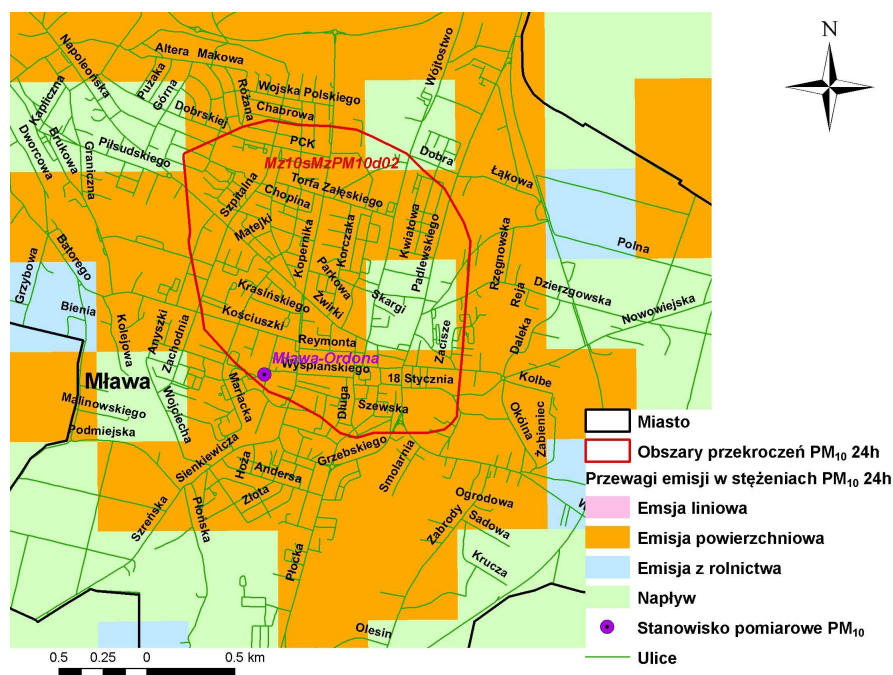 N
Napoleońska
Altera Makowa
Wójtostwo
Kapliczna
Pużaka
Górna
Różana
Wojska Polskiego
Chabrowa
Dobrskiej
Dworcowa
Brukowa
Graniczna
Piłsudskiego
PCK
Mz10sMzPM10d02
Dobra
Łąkowa
Szpitalna
Torfa Załęskiego
Chopina
Matejki
Kopernika
Korczaka
Kwiatowa
Padlewskiego
Rzęgnowska
Polna
Grzybowa
Batorego
Bienia
Parkowa
Żwirki
Skargi
Reja
Dzierzgowska
Nowowiejska
Krasińskiego
Kościuszki
Kolejowa
Anyszki
Zachodnia
Reymonta
Zacisze
Daleka
Mława-Ordona
Wyspiańskiego
18 Stycznia
Kolbe
Mława
Malinowskiego
Podmiejska
Wojciecha
Mariacka
Długa
Szewska
Okólna
Żabieniec
Sienkiewicza
Hoża
Andersa
Grzebskiego
Smolarnia
Złota
Szreńska
Płońska
Płocka
Ogrodowa
Zabrody
Sadowa
Krucza
Olesin
W
Miasto
Obszary przekroczeń PM₁₀ 24h
Przewagi emisji w stężeniach PM₁₀ 24h
Emsja liniowa
Emisja powierzchniowa
Emisja z rolnictwa
Napływ
Stanowisko pomiarowe PM₁₀
Ulice
0.5 0.25 0 0.5 km